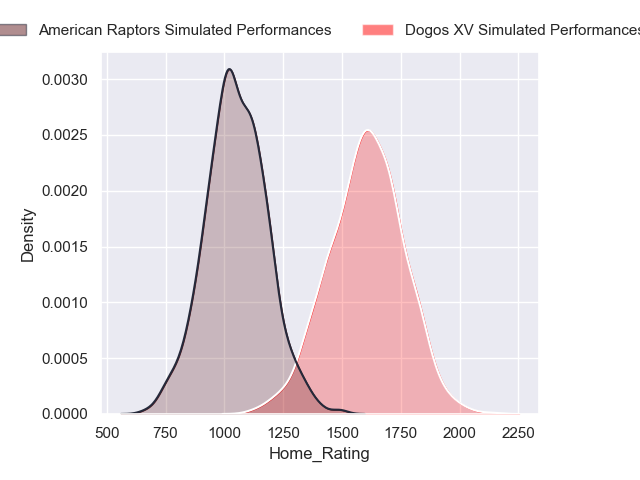 American Raptors Simulated Performances Dogos XV Simulated Performances
0.0030
0.0025
0.0020
0.0015
0.0010
0.0005
0.0000
Density
500 750 1000 1250 1500 1750 2000 2250
Home_Rating